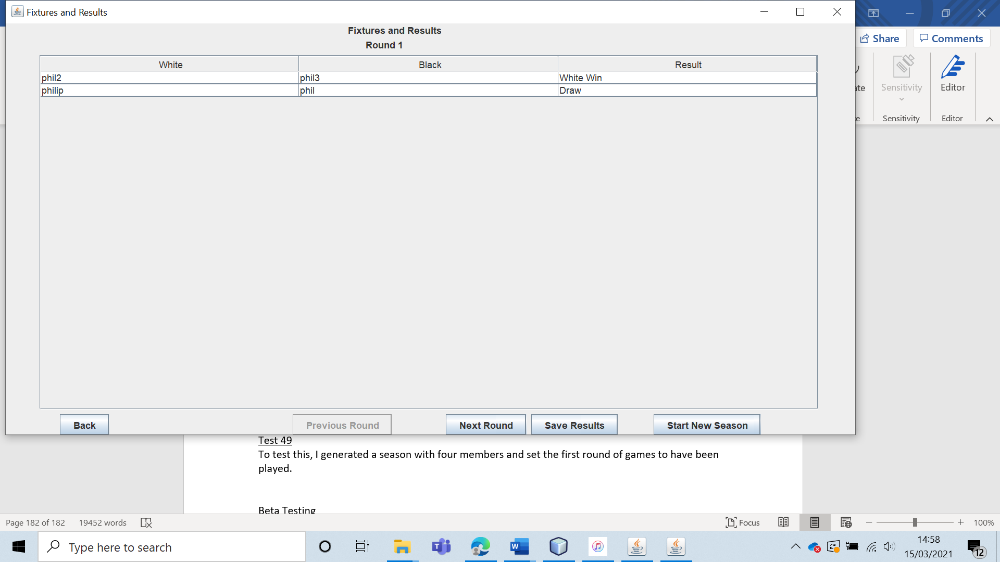 Fixtures and Results
Fixtures and Results
Round 1
White Black Result
phil2 phil3 White Win
philip phil Draw
Back Previous Round Next Round Save Results Start New Season
Share Comments
Sensitivity Editor
Sensitivity Editor
Test 49
To test this, I generated a season with four members and set the first round of games to have been
played.
Beta Testing
Page 182 of 182 19452 words Focus 100%
Type here to search
14:58
15/03/2021
12